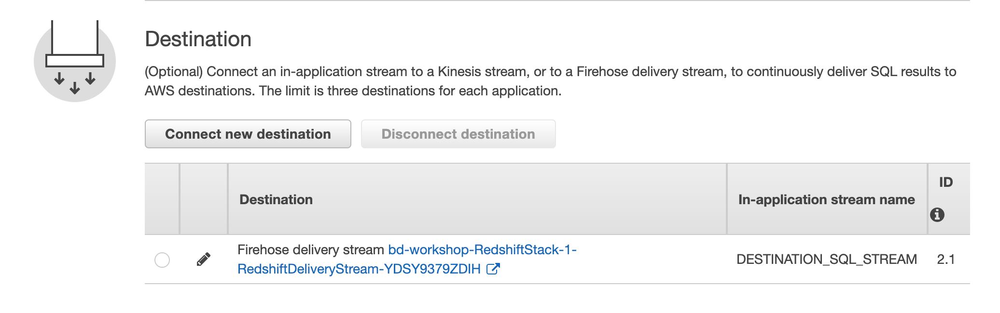 Destination
(Optional) Connect an in-application stream to a Kinesis stream, or to a Firehose delivery stream, to continuously deliver SQL results to
AWS destinations. The limit is three destinations for each application.
Connect new destination
Disconnect destination
Destination
In-application stream name
ID
Firehose delivery stream bd-workshop-RedshiftStack-1-
RedshiftDeliveryStream-YDSY9379ZDIH
DESTINATION_SQL_STREAM
2.1